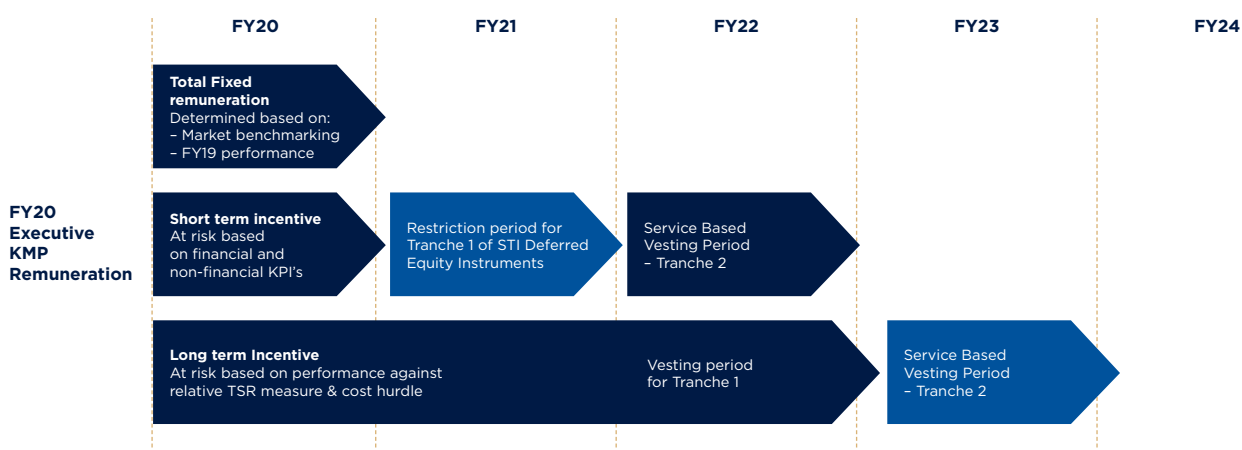 FY20
FY21
FY22
FY23
FY24
FY20
Executive
KMP
Remuneration
Total Fixed
remuneration
Determined based on:
– Market benchmarking
– FY19 performance
Short term incentive
At risk based
on financial and
non-financial KPI's
Restriction period for
Tranche 1 of STI Deferred
Equity Instruments
Service Based
Vesting Period
– Tranche 2
Long term Incentive
At risk based on performance against
relative TSR measure & cost hurdle
Vesting period
for Tranche 1
Service Based
Vesting Period
– Tranche 2